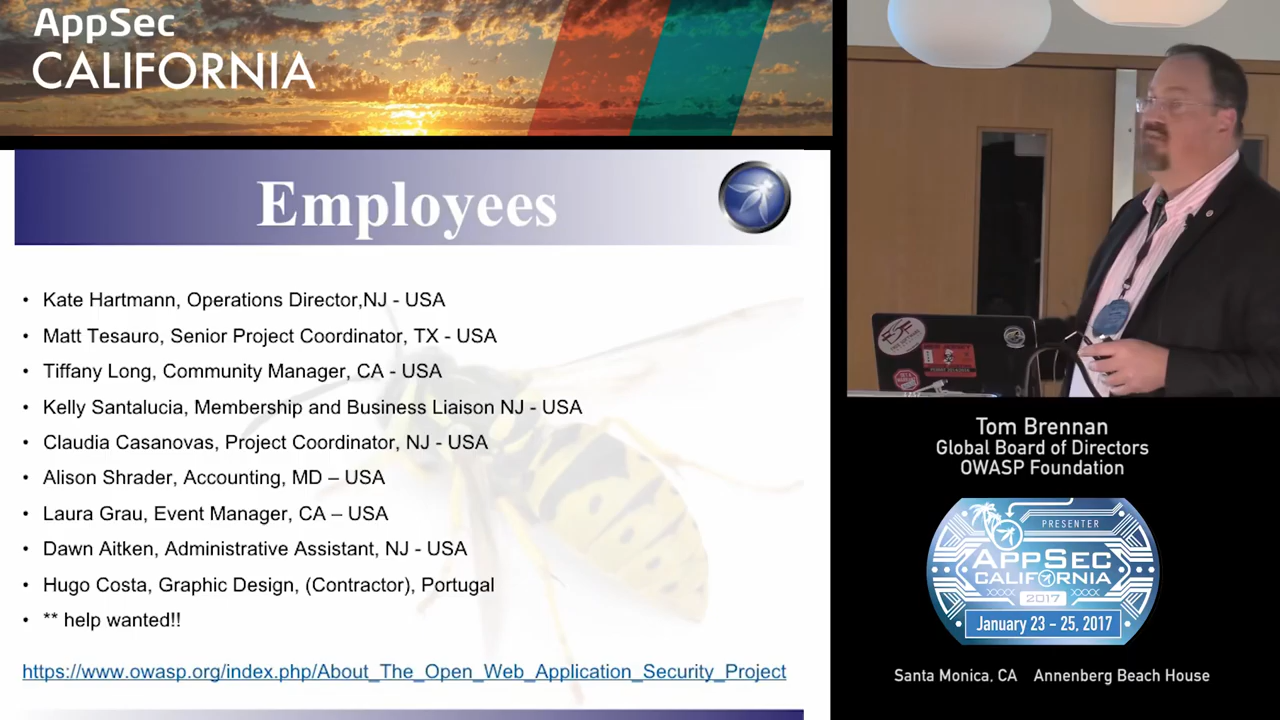 AppSec
CALIFORNIA
Employees
• Kate Hartmann, Operations Director,NJ - USA
• Matt Tesauro, Senior Project Coordinator, TX - USA
• Tiffany Long, Community Manager, CA - USA
• Kelly Santalucia, Membership and Business Liaison NJ - USA
• Claudia Casanovas, Project Coordinator, NJ - USA
• Alison Shrader, Accounting, MD – USA
• Laura Grau, Event Manager, CA – USA
• Dawn Aitken, Administrative Assistant, NJ - USA
• Hugo Costa, Graphic Design, (Contractor), Portugal
• ** help wanted!!
https://www.owasp.org/index.php/About_The_Open_Web_Application_Security_Project
Tom Brennan
Global Board of Directors
OWASP Foundation
PRESENTER
APPSEC
CALIFORNIA
2017
January 23 – 25, 2017
Santa Monica, CA Annenberg Beach House